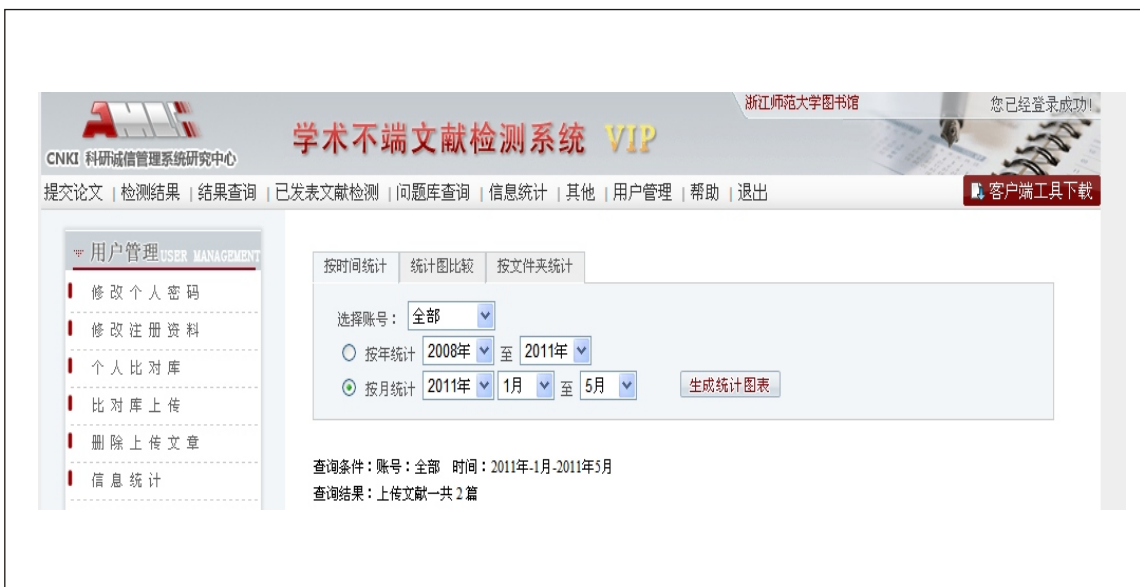 浙江师范大学图书馆
您已经登录成功!
AMLC
CNKI 科研诚信管理系统研究中心
学术不端文献检测系统 VIP
提交论文 | 检测结果 | 结果查询 | 已发表文献检测 | 问题库查询 | 信息统计 | 其他 | 用户管理 | 帮助 | 退出
客户端工具下载
用户管理USER MANAGEMENT
修改个人密码
修改注册资料
个人比对库
比对库上传
删除上传文章
信息统计
按时间统计 统计图比较 按文件夹统计
选择账号: 全部
按年统计 2008年 至 2011年
按月统计 2011年 1月 至 5月 生成统计图表
查询条件:账号:全部 时间:2011年-1月-2011年5月
查询结果:上传文献一共2篇